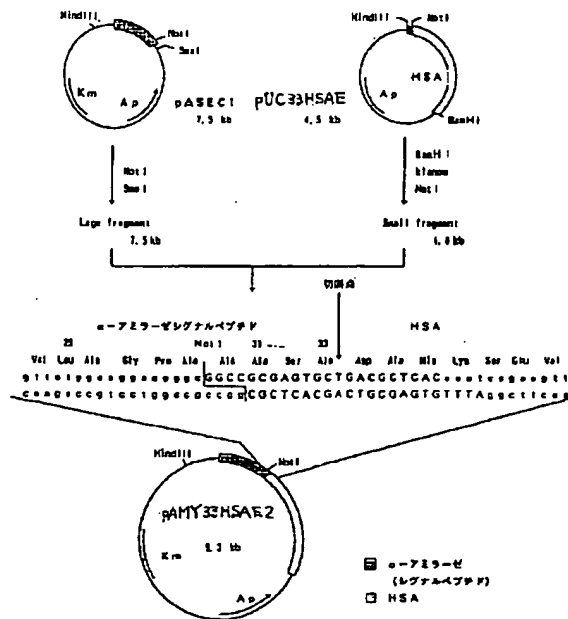 HindIII
NotI
SmaI
Km
Ap
pASEC1
7.5 kb
HindIII
NotI
HSA
Ap
BamHI
pUC33HSAE
4.5 kb
NotI
SmaI
BamHI
klenow
NotI
Large fragment
7.5 kb
Small fragment
切断点
α-アミラーゼシグナルペプチド
HSA
NotI
31
33
Val Leu Ala Gly Pro Ala Ala Ala Ser Ala Asp Ala His Lys Ser Glu Val
GGCCGCGAGTGCTGACGCTCAC
CGCTCACGACTGCGAGTGTTTA
HindIII
NotI
pAMY33HSAE2
Km
Ap
α-アミラーゼ
(シグナルペプチド)
HSA